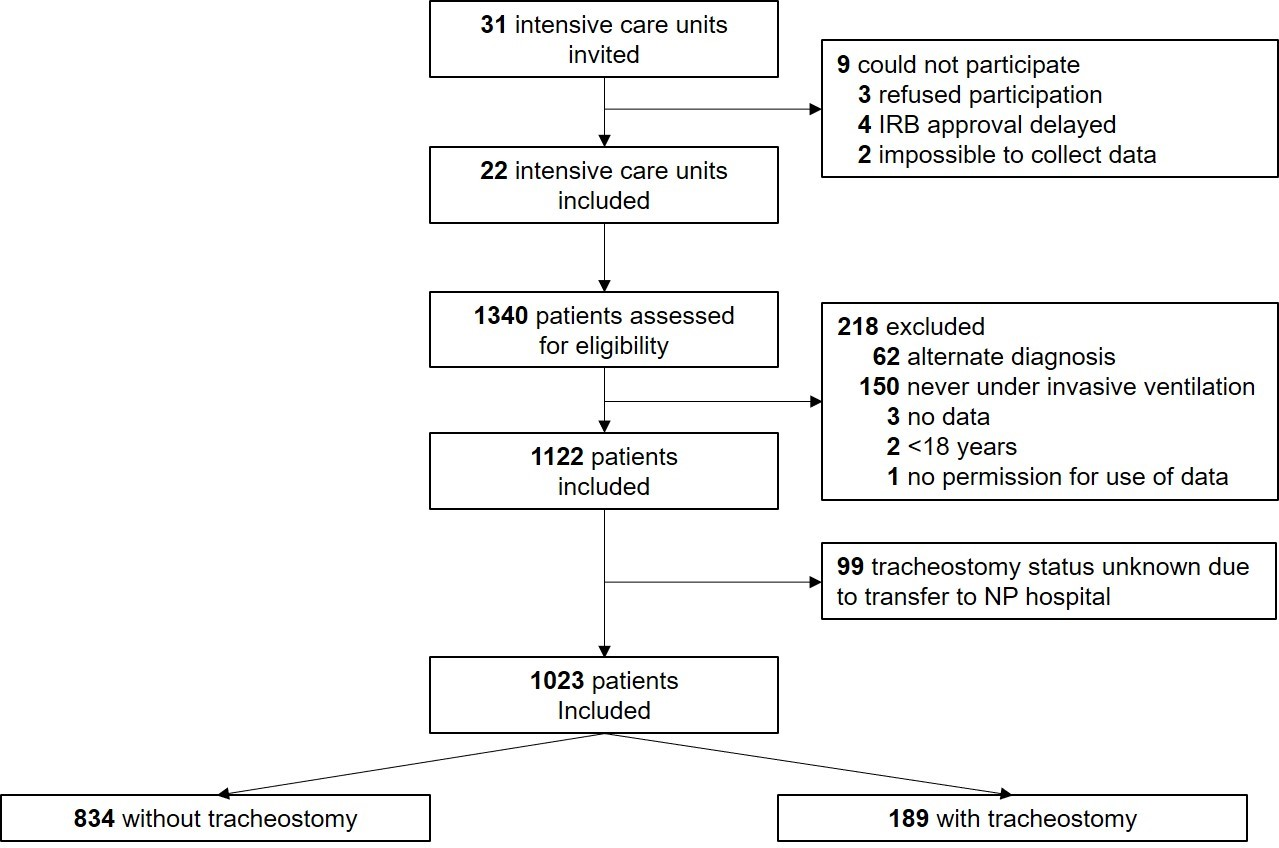 31 intensive care units
invited
9 could not participate
3 refused participation
4 IRB approval delayed
2 impossible to collect data
22 intensive care units
included
1340 patients assessed
for eligibility
218 excluded
62 alternate diagnosis
150 never under invasive ventilation
3 no data
2 <18 years
1 no permission for use of data
1122 patients
included
99 tracheostomy status unknown due
to transfer to NP hospital
1023 patients
Included
834 without tracheostomy
189 with tracheostomy